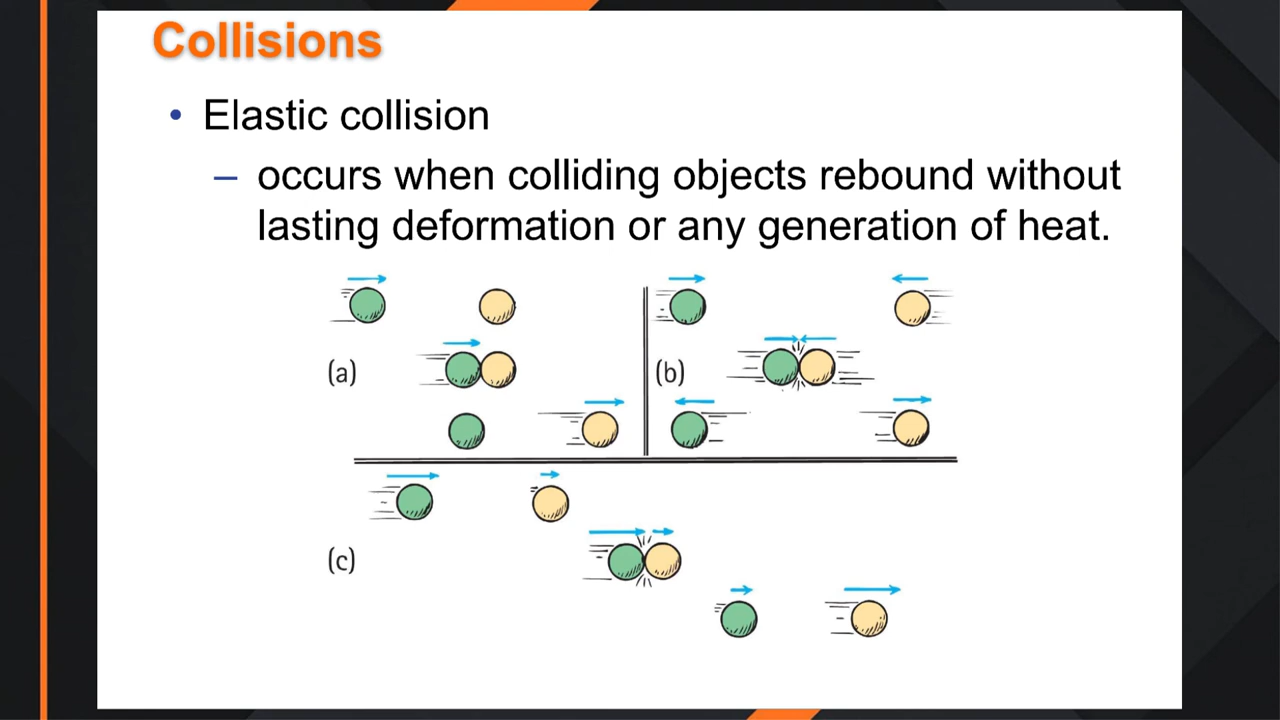 Collisions
• Elastic collision
– occurs when colliding objects rebound without
lasting deformation or any generation of heat.
(a)
(b)
(c)